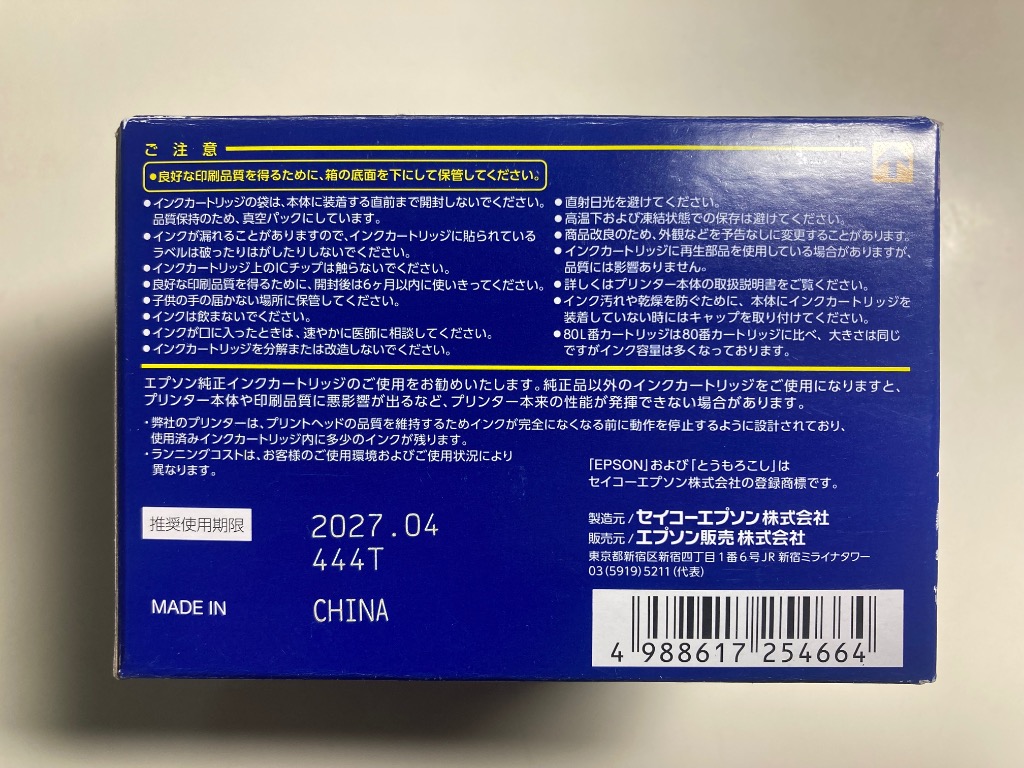 ご注意
●良好な印刷品質を得るために、箱の底面を下にして保管してください。
●インクカートリッジの袋は、本体に装着する直前まで開封しないでください。
品質保持のため、真空パックにしています。
●インクが漏れることがありますので、インクカートリッジに貼られている
ラベルは破ったりはがしたりしないでください。
●インクカートリッジ上のICチップは触らないでください。
●良好な印刷品質を得るために、開封後は6ヶ月以内に使いきってください。
●子供の手の届かない場所に保管してください。
●インクは飲まないでください。
●インクが口に入ったときは、速やかに医師に相談してください。
●インクカートリッジを分解または改造しないでください。
●直射日光を避けてください。
●高温下および凍結状態での保存は避けてください。
●商品改良のため、外観などを予告なしに変更することがあります。
●インクカートリッジに再生部品を使用している場合がありますが、
品質には影響ありません。
●詳しくはプリンター本体の取扱説明書をご覧ください。
●インク汚れや乾燥を防ぐために、本体にインクカートリッジを
装着していない時にはキャップを取り付けてください。
●80L番カートリッジは80番カートリッジに比べ、大きさは同じ
ですがインク容量は多くなっております。
エプソン純正インクカートリッジのご使用をお勧めいたします。純正品以外のインクカートリッジをご使用になりますと、
プリンター本体や印刷品質に悪影響が出るなど、プリンター本来の性能が発揮できない場合があります。
・弊社のプリンターは、プリントヘッドの品質を維持するためインクが完全になくなる前に動作を停止するように設計されており、
使用済みインクカートリッジ内に多少のインクが残ります。
・ランニングコストは、お客様のご使用環境およびご使用状況により
異なります。
「EPSON」および「とうもろこし」は
セイコーエプソン株式会社の登録商標です。
推奨使用期限
2027.04
444T
MADE IN CHINA
製造元/セイコーエプソン株式会社
販売元/エプソン販売 株式会社
東京都新宿区新宿四丁目1番6号 JR 新宿ミライナタワー
03(5919)5211(代表)
4 988617 254664